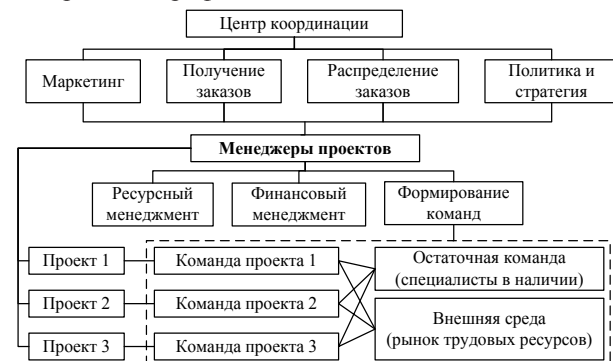 Центр координации
Маркетинг
Получение
заказов
Распределение
заказов
Политика и
стратегия
Менеджеры проектов
Ресурсный
менеджмент
Финансовый
менеджмент
Формирование
команд
Проект 1
Команда проекта 1
Остаточная команда
(специалисты в наличии)
Проект 2
Команда проекта 2
Внешняя среда
(рынок трудовых ресурсов)
Проект 3
Команда проекта 3